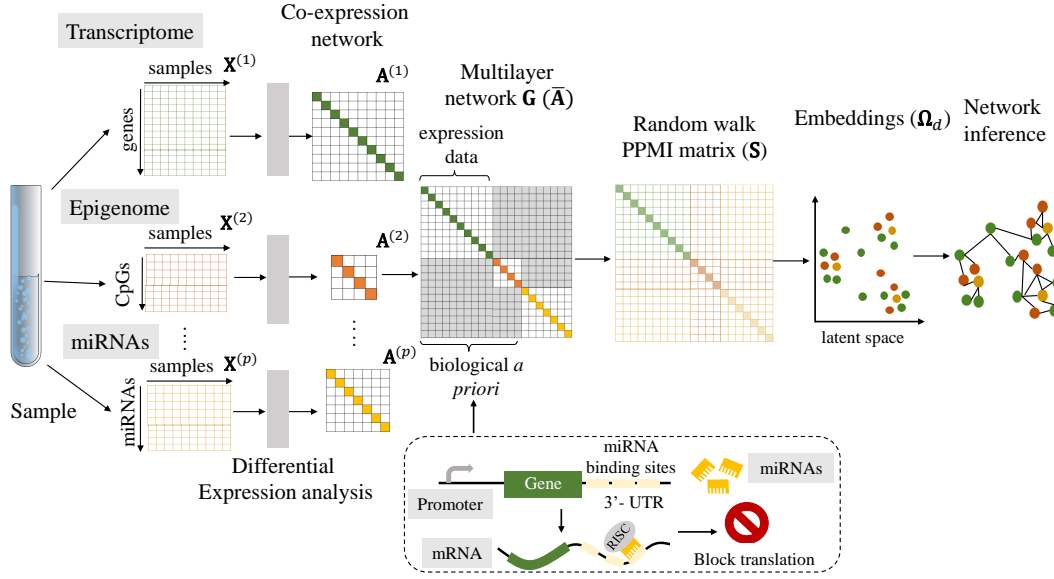 Transcriptome
Co-expression
network
samples
𝐗⁽¹⁾
genes
𝐀⁽¹⁾
Multilayer
network 𝐆 (𝐀̅)
expression
data
Random walk
PPMI matrix (𝐒)
Embeddings (𝛀_d)
Network
inference
Epigenome
samples
𝐗⁽²⁾
CpGs
𝐀⁽²⁾
⋯
⋯
miRNAs
samples
𝐗⁽ᵖ⁾
miRNAs
𝐀⁽ᵖ⁾
Sample
latent space
biological a
priori
Differential
Expression analysis
miRNA
binding sites
miRNAs
Gene
Promoter
3’- UTR
mRNA
RISC
Block translation